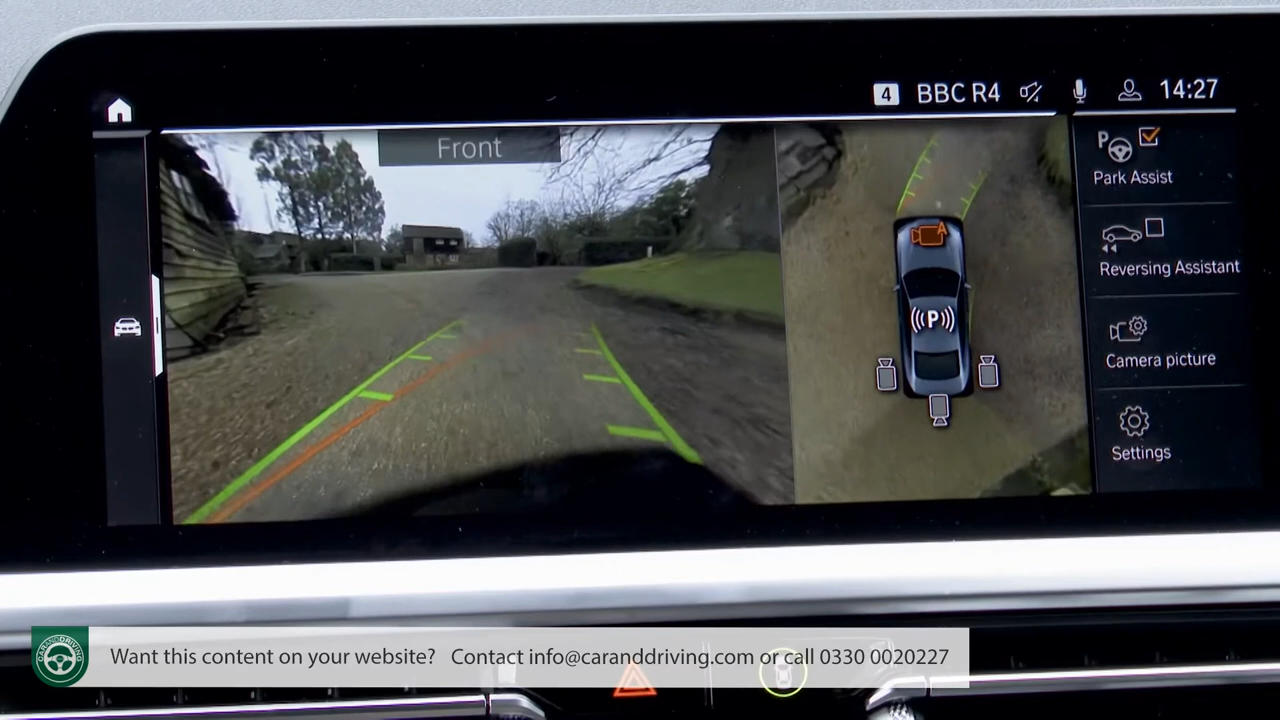 4 BBC R4 14:27
Front
P
Park Assist
A
Reversing Assistant
(P)
Camera picture
Settings
CARANDDRIVING
Want this content on your website? Contact info@caranddriving.com or call 0330 0020227